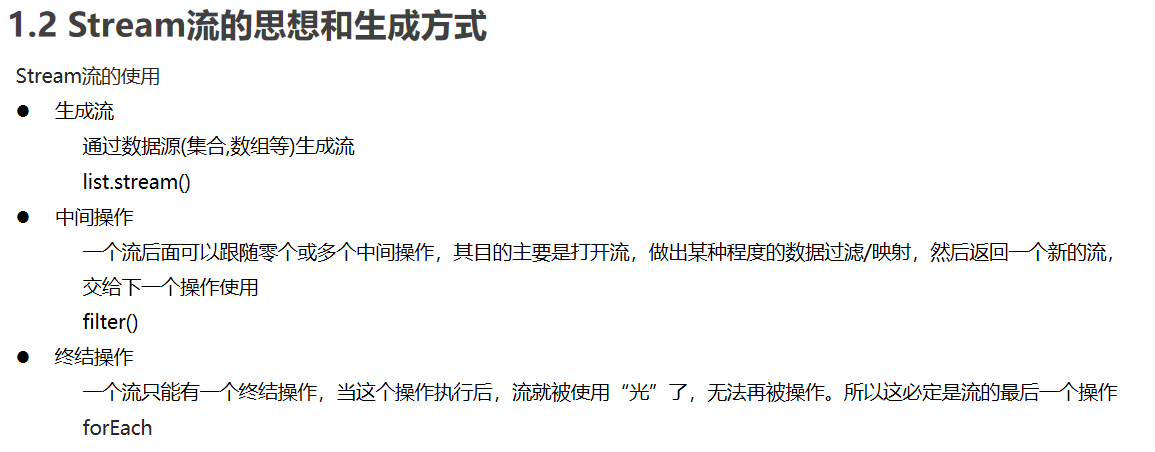 1.2 Stream流的思想和生成方式
Stream流的使用
● 生成流
通过数据源(集合,数组等)生成流
list.stream()
● 中间操作
一个流后面可以跟随零个或多个中间操作，其目的主要是打开流，做出某种程度的数据过滤/映射，然后返回一个新的流，
交给下一个操作使用
filter()
● 终结操作
一个流只能有一个终结操作，当这个操作执行后，流就被使用“光”了，无法再被操作。所以这必定是流的最后一个操作
forEach